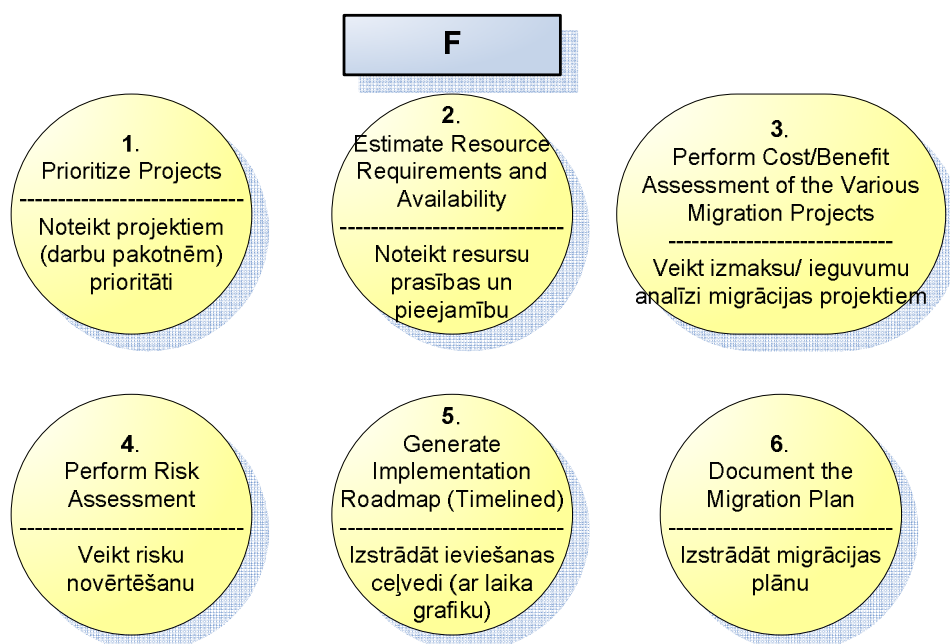 F
1.
Prioritize Projects
-----------------------------
Noteikt projektiem
(darbu pakotnēm)
prioritāti
2.
Estimate Resource
Requirements and
Availability
-----------------------------
Noteikt resursu
prasības un
pieejamību
3.
Perform Cost/Benefit
Assessment of the Various
Migration Projects
-----------------------------
Veikt izmaksu/ ieguvumu
analīzi migrācijas projektiem
4.
Perform Risk
Assessment
-----------------------------
Veikt risku
novērtēšanu
5.
Generate
Implementation
Roadmap (Timelined)
-----------------------------
Izstrādāt ieviešanas
ceļvedi (ar laika
grafiku)
6.
Document the
Migration Plan
-----------------------------
Izstrādāt migrācijas
plānu